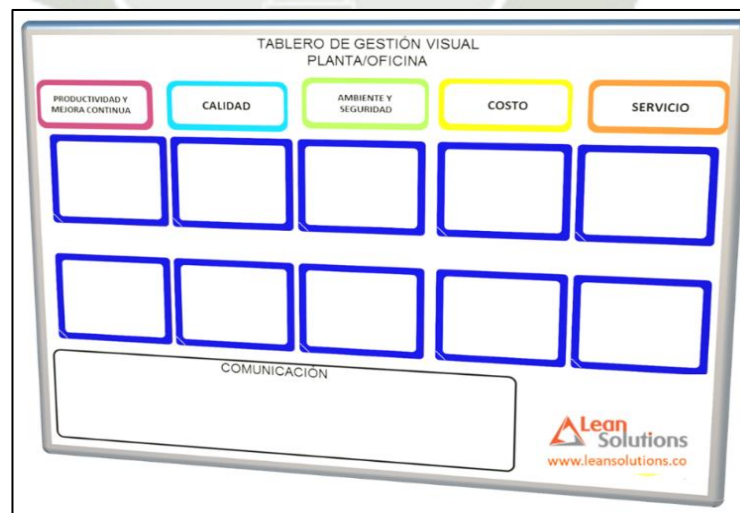 TABLERO DE GESTIÓN VISUAL
PLANTA/OFICINA
PRODUCTIVIDAD Y
MEJORA CONTINUA
CALIDAD
AMBIENTE Y
SEGURIDAD
COSTO
SERVICIO
COMUNICACIÓN
Lean
Solutions
www.leansolutions.co